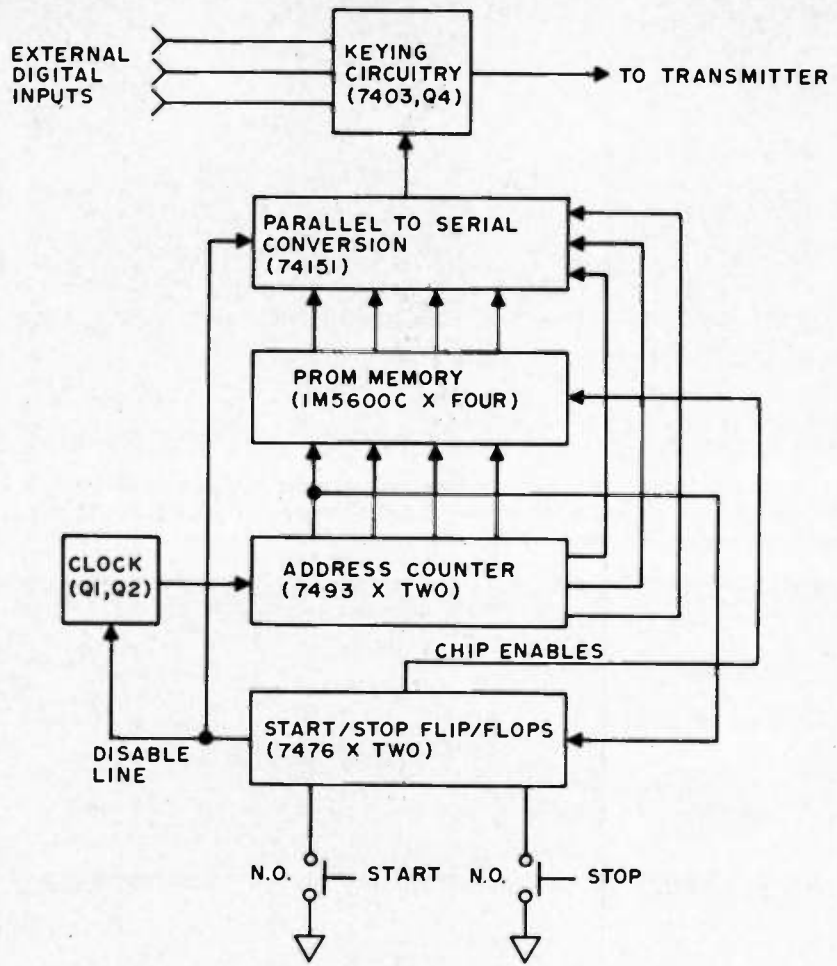 EXTERNAL
DIGITAL
INPUTS
KEYING
CIRCUITRY
(7403,Q4)
TO TRANSMITTER
PARALLEL TO SERIAL
CONVERSION
(74151)
PROM MEMORY
(IM5600C X FOUR)
CLOCK
(Q1,Q2)
ADDRESS COUNTER
(7493 X TWO)
CHIP ENABLES
START/STOP FLIP/FLOPS
(7476 X TWO)
DISABLE
LINE
N.O. START
N.O. STOP